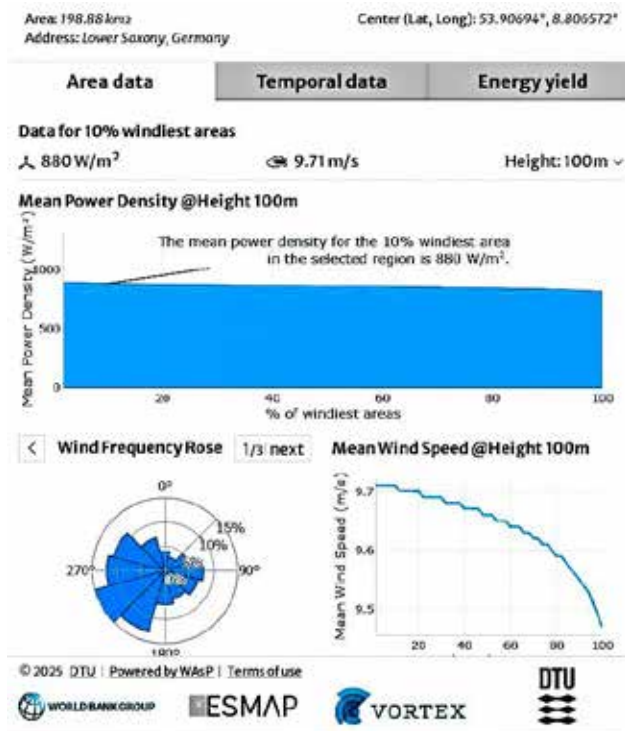 Area: 198.88 km2
Center (Lat, Long): 53.90694°, 8.806572°
Address: Lower Saxony, Germany
Area data
Temporal data
Energy yield
Data for 10% windiest areas
880 W/m²
9.71 m/s
Height: 100m
Mean Power Density @Height 100m
Mean Power Density (W/m²)
1000
500
0
The mean power density for the 10% windiest area
in the selected region is 880 W/m².
20 40 60 80 100
% of windiest areas
< Wind Frequency Rose 1/3 next
0°
15%
10%
270° 90°
180°
Mean Wind Speed @Height 100m
Mean Wind Speed (m/s)
9.7
9.6
9.5
20 40 60 80 100
© 2025 DTU | Powered by WAsP | Terms of use
WORLD BANK GROUP
ESMAP
VORTEX
DTU